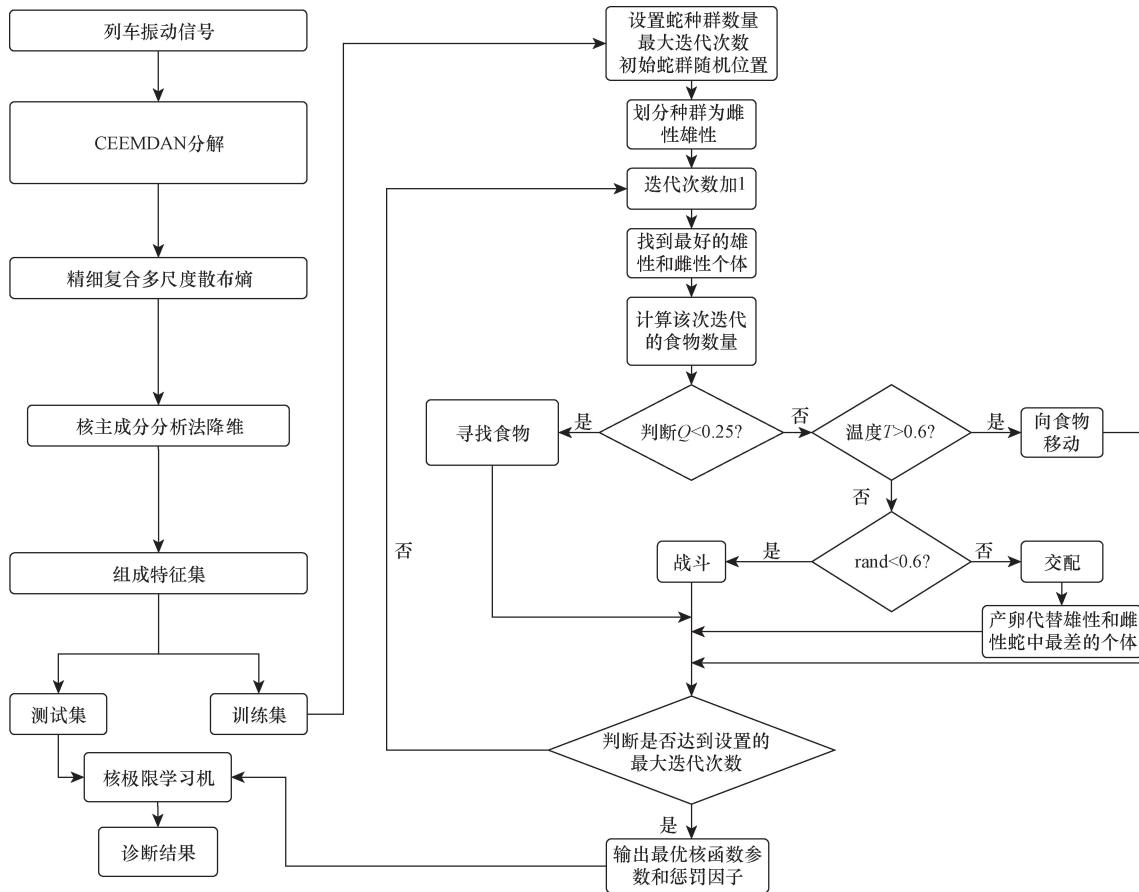 列车振动信号
CEEMDAN分解
精细复合多尺度散布熵
核主成分分析法降维
组成特征集
测试集
训练集
核极限学习机
诊断结果
设置蛇种群数量
最大迭代次数
初始蛇群随机位置
划分种群为雌
性雄性
迭代次数加1
找到最好的雄
性和雌性个体
计算该次迭代
的食物数量
判断Q<0.25?
是
寻找食物
否
温度T>0.6?
是
向食物
移动
否
rand<0.6?
是
战斗
否
交配
产卵代替雄性和雌
性蛇中最差的个体
判断是否达到设置的
最大迭代次数
否
是
输出最优核函数参
数和惩罚因子